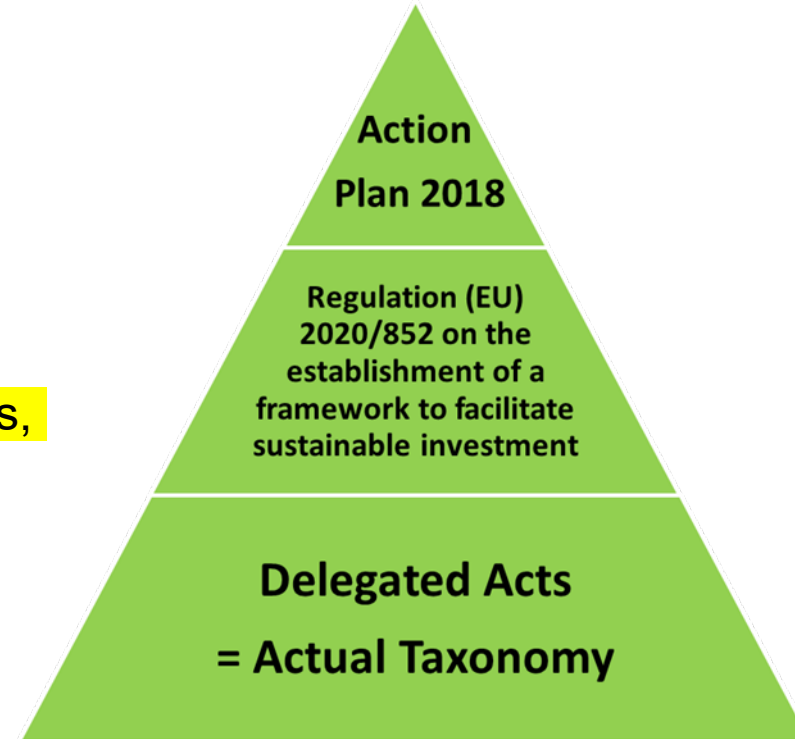 Action
Plan 2018
Regulation (EU)
2020/852 on the
establishment of a
framework to facilitate
s,
sustainable investment
Delegated Acts
= Actual Taxonomy